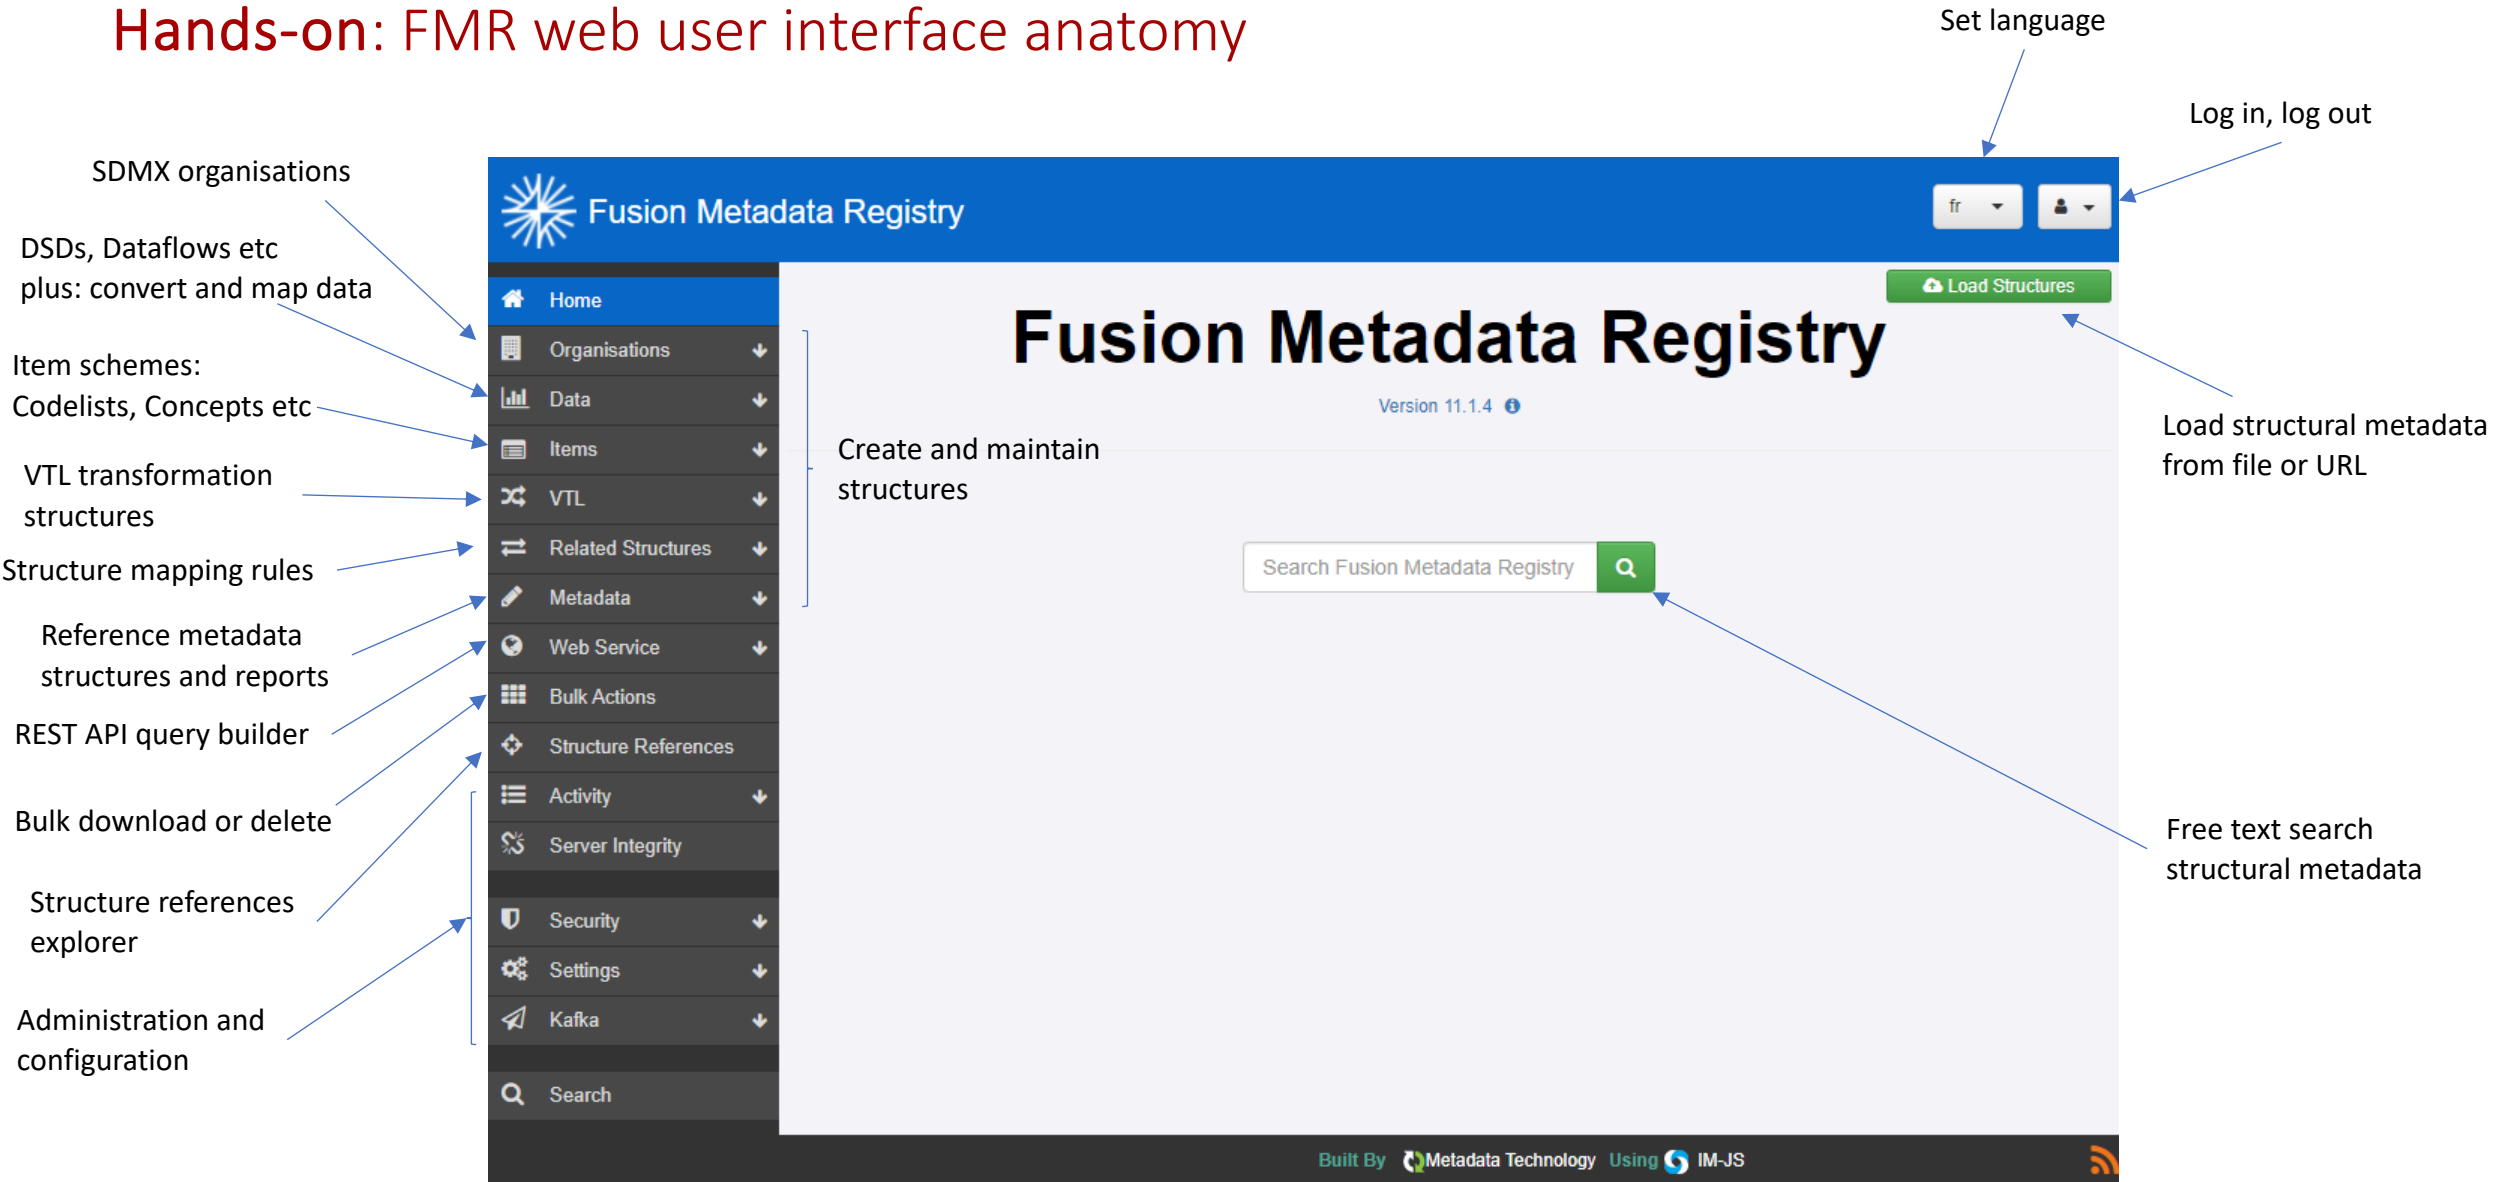 Hands-on: FMR web user interface anatomy
Set language
Log in, log out
SDMX organisations
DSDs, Dataflows etc
plus: convert and map data
Item schemes:
Codelists, Concepts etc
VTL transformation
structures
Structure mapping rules
Reference metadata
structures and reports
REST API query builder
Bulk download or delete
Structure references
explorer
Administration and
configuration
Fusion Metadata Registry
fr
Home
Organisations
Data
Items
VTL
Related Structures
Metadata
Web Service
Bulk Actions
Structure References
Activity
Server Integrity
Security
Settings
Kafka
Search
Load Structures
Fusion Metadata Registry
Version 11.1.4
Create and maintain
structures
Search Fusion Metadata Registry
Load structural metadata
from file or URL
Free text search
structural metadata
Built By Metadata Technology Using IM-JS